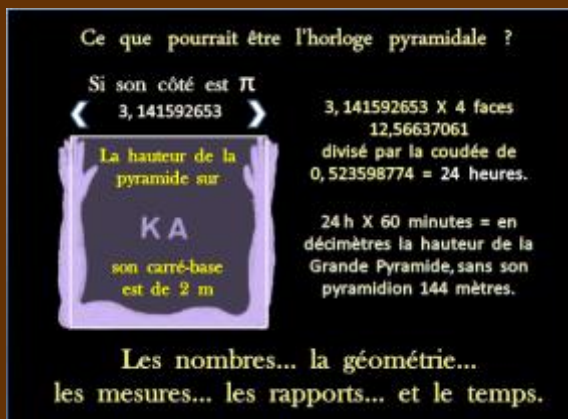 Ce que pourrait être l'horloge pyramidale ?
Si son côté est π
3,141592653
La hauteur de la
pyramide sur
KA
son carré-base
est de 2 m
3,141592653 X 4 faces
12,56637061
divisé par la coudée de
0,523598774 = 24 heures.
24 h X 60 minutes = en
décimètres la hauteur de la
Grande Pyramide, sans son
pyramidion 144 mètres.
Les nombres... la géométrie...
les mesures... les rapports... et le temps.